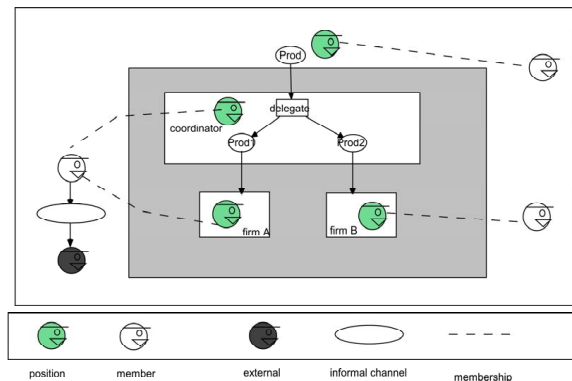 Prod
delegate
coordinator
Prod1
Prod2
firm A
firm B
position
member
external
informal channel
membership